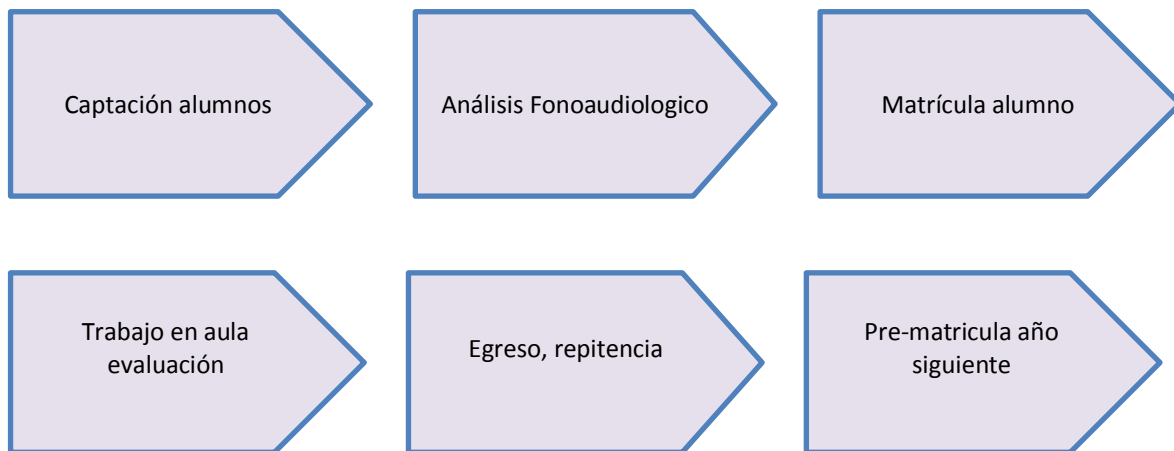 Captación alumnos
Análisis Fonoaudiologico
Matrícula alumno
Trabajo en aula
evaluación
Egreso, repitencia
Pre-matricula año
siguiente